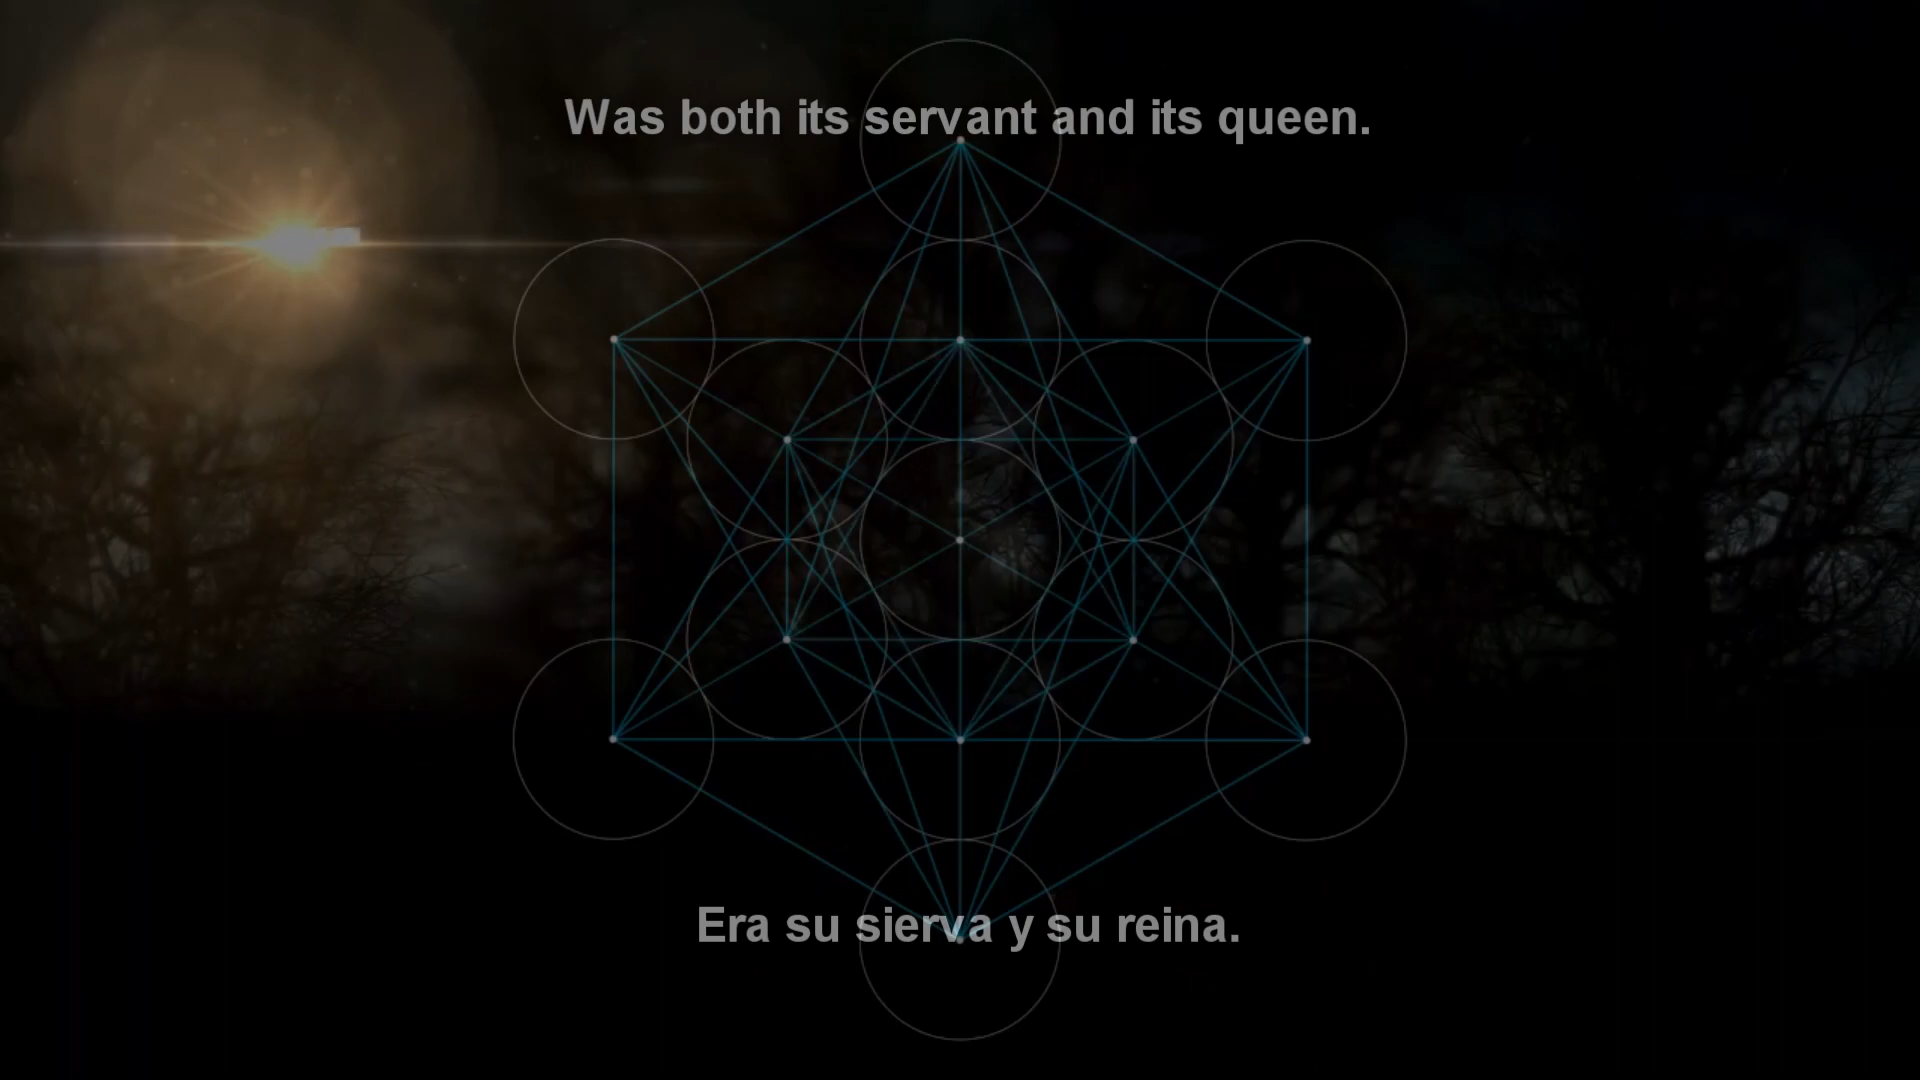 Was both its servant and its queen.
Era su sierva y su reina.